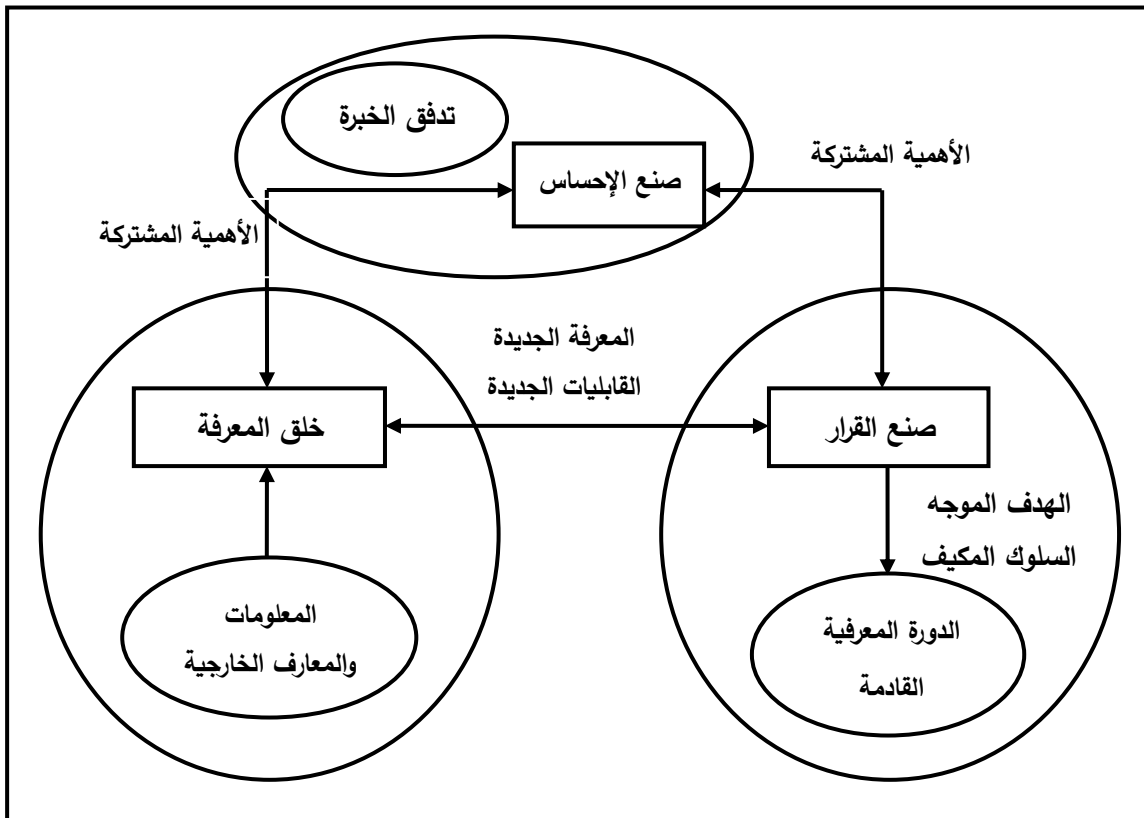 تدفق الخبرة
صنع الإحساس
الأهمية المشتركة
الأهمية المشتركة
المعرفة الجديدة
القابليات الجديدة
خلق المعرفة
صنع القرار
الهدف الموجه
السلوك المكيف
المعلومات
والمعارف الخارجية
الدورة المعرفية
القادمة